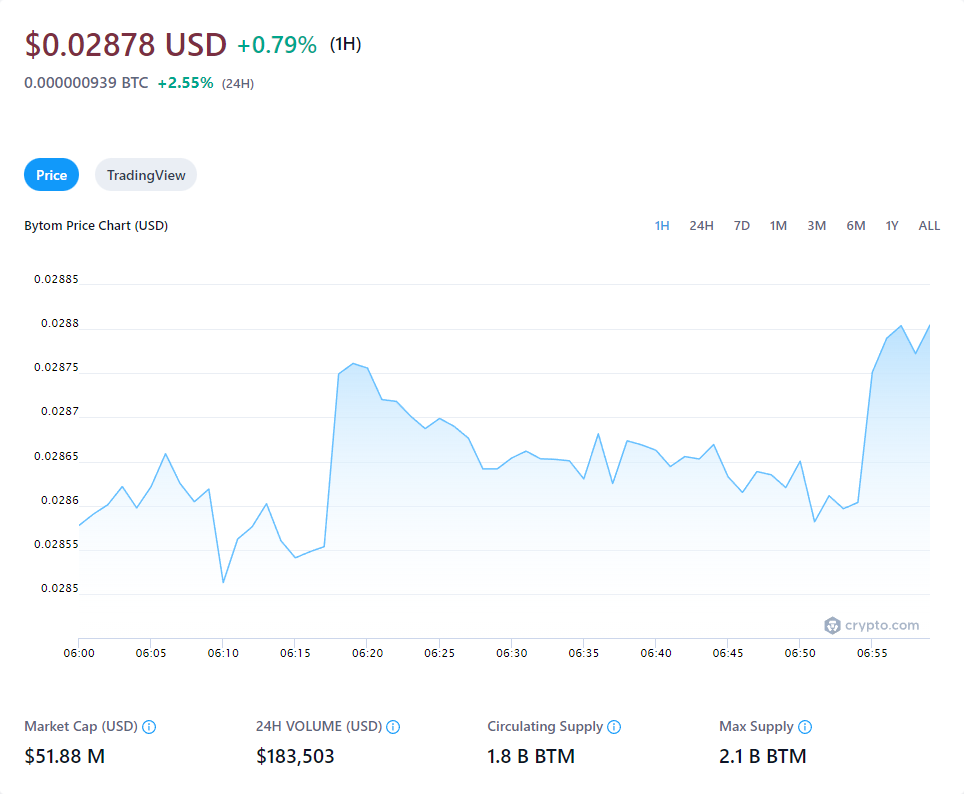 $0.02878 USD +0.79% (1H)
0.000000939 BTC +2.55% (24H)
Price TradingView
Bytom Price Chart (USD) 1H 24H 7D 1M 3M 6M 1Y ALL
0.02885
0.0288
0.02875
0.0287
0.02865
0.0286
0.02855
0.0285
crypto.com
06:00 06:05 06:10 06:15 06:20 06:25 06:30 06:35 06:40 06:45 06:50 06:55
Market Cap (USD) 24H VOLUME (USD) Circulating Supply Max Supply
$51.88 M $183,503 1.8 B BTM 2.1 B BTM